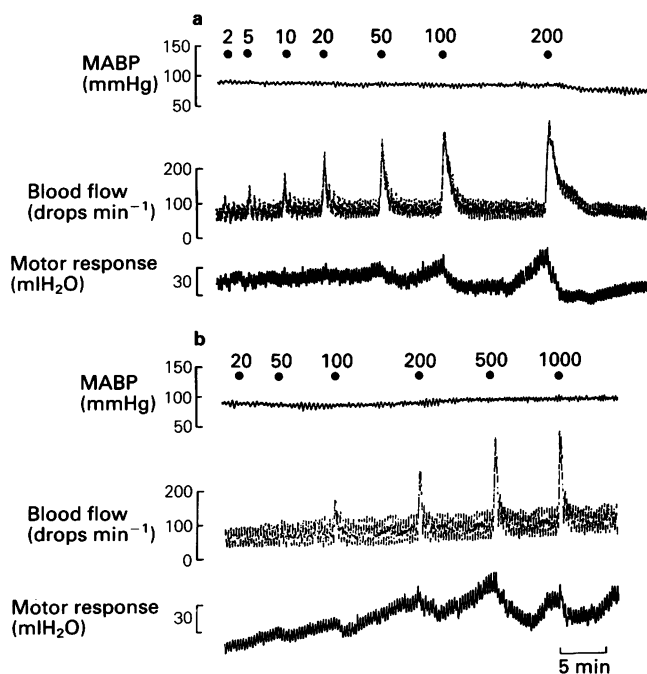 a
2 5 10 20 50 100 200
150
MABP
(mmHg)
100
50
Blood flow
(drops min−1)
200
100
0
Motor response
(mlH2O)
30
b
20 50 100 200 500 1000
150
MABP
(mmHg)
100
50
Blood flow
(drops min−1)
200
100
0
Motor response
(mlH2O)
30
5 min